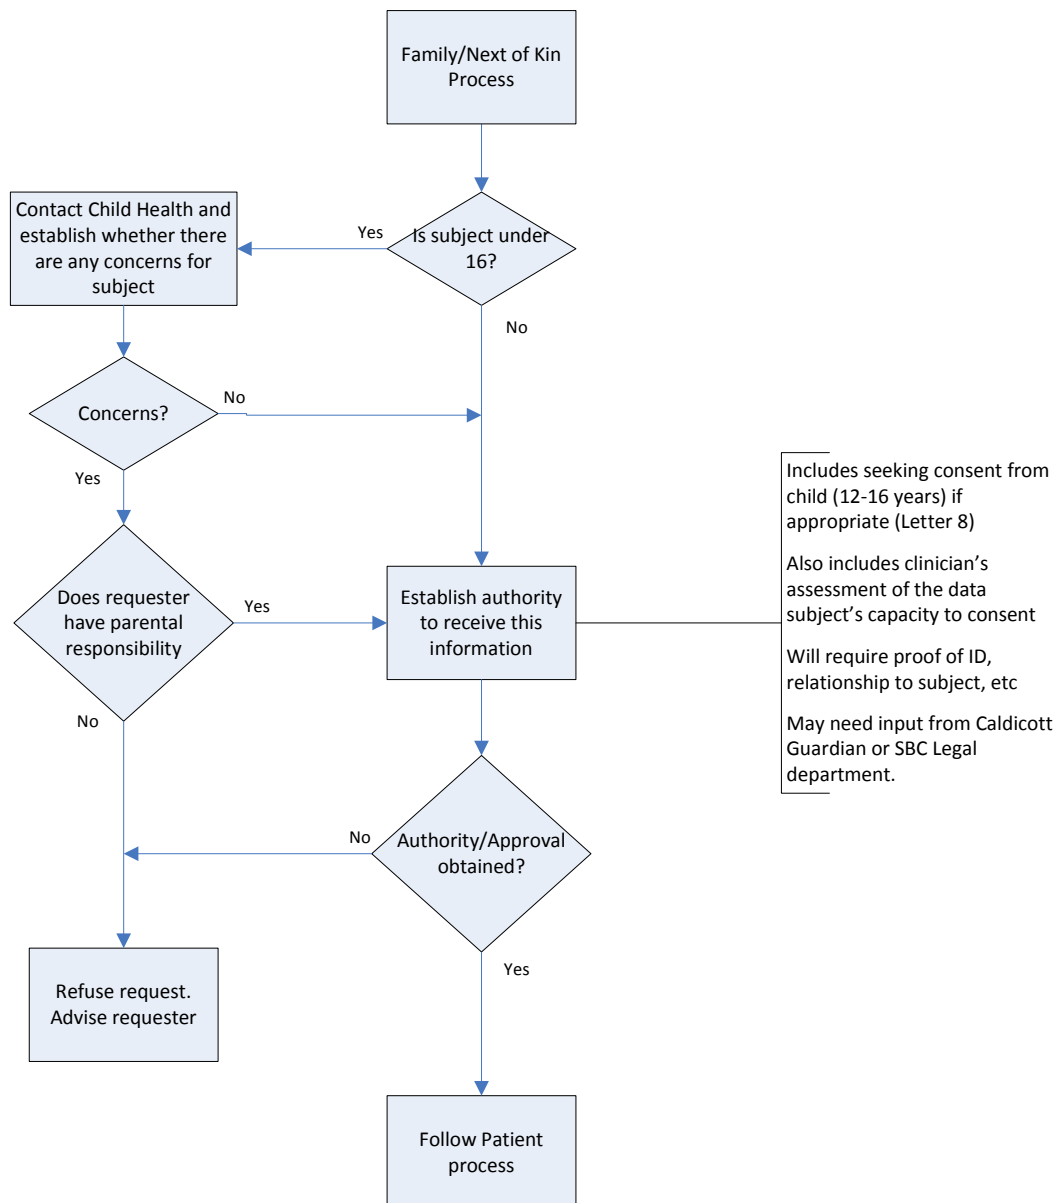 Family/Next of Kin
Process
Is subject under
16?
Yes
No
Contact Child Health and
establish whether there
are any concerns for
subject
Concerns?
No
Yes
Does requester
have parental
responsibility
Yes
No
Establish authority
to receive this
information
Includes seeking consent from
child (12-16 years) if
appropriate (Letter 8)
Also includes clinician’s
assessment of the data
subject’s capacity to consent
Will require proof of ID,
relationship to subject, etc
May need input from Caldicott
Guardian or SBC Legal
department.
Authority/Approval
obtained?
No
Yes
Refuse request.
Advise requester
Follow Patient
process